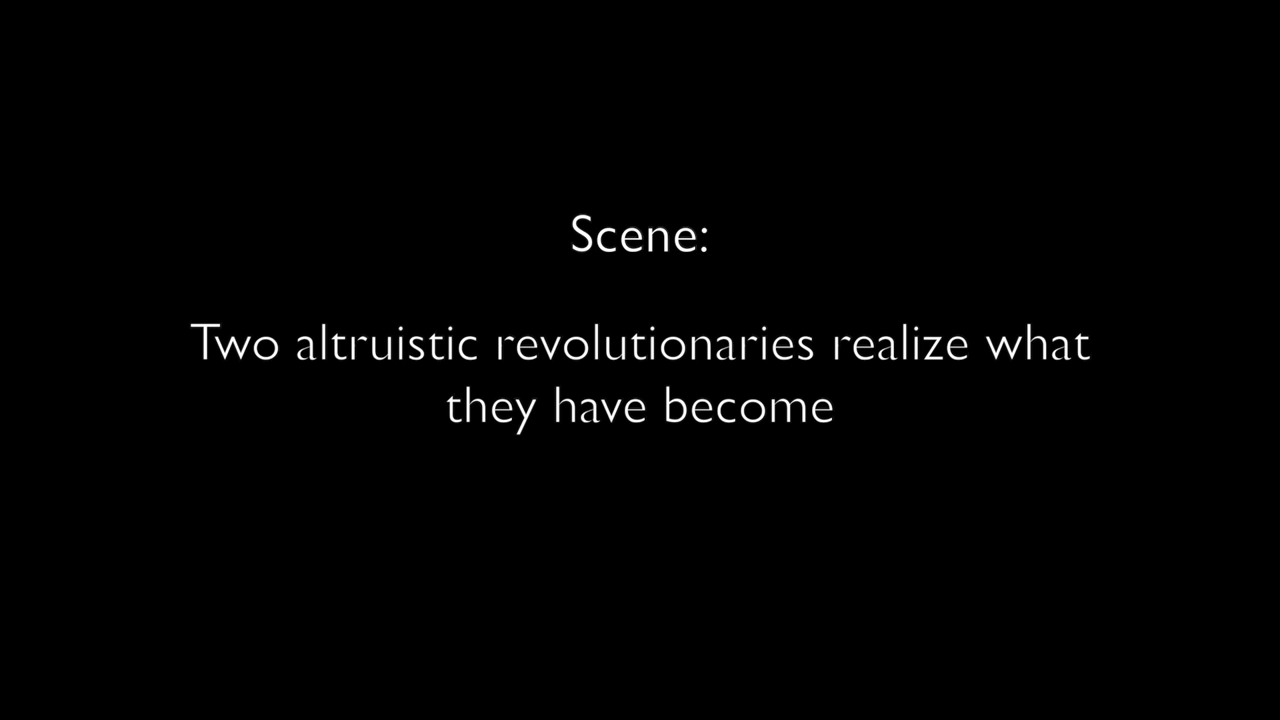 Scene:
Two altruistic revolutionaries realize what
they have become